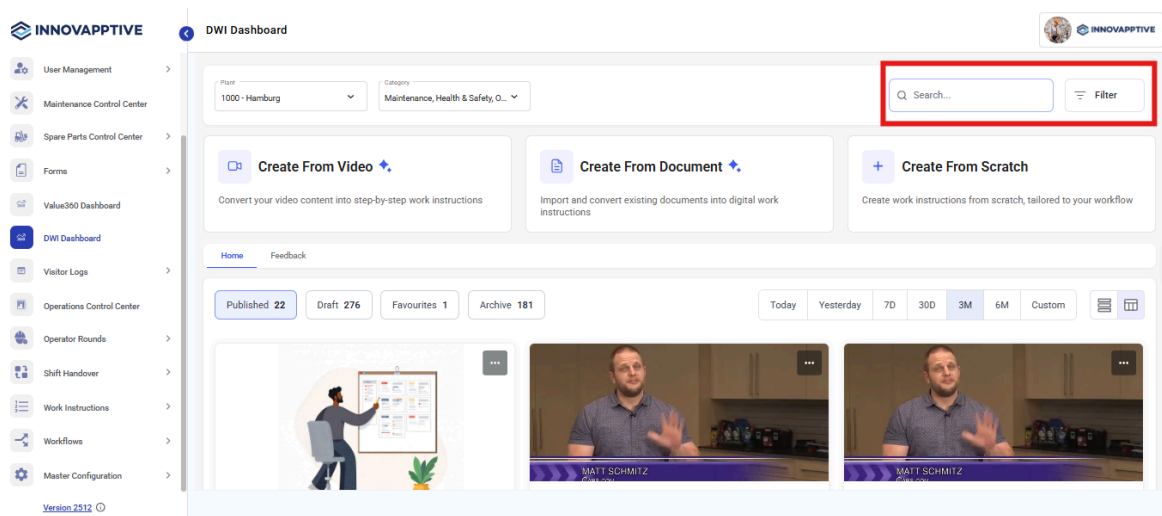 INNOVAPPTIVE
DWI Dashboard
INNOVAPPTIVE
User Management
Maintenance Control Center
Spare Parts Control Center
Forms
Value360 Dashboard
DWI Dashboard
Visitor Logs
Operations Control Center
Operator Rounds
Shift Handover
Work Instructions
Workflows
Master Configuration
Version 2512
Plant
1000 - Hamburg
Category
Maintenance, Health & Safety, O...
Search...
Filter
Create From Video
Convert your video content into step-by-step work instructions
Create From Document
Import and convert existing documents into digital work
instructions
Create From Scratch
Create work instructions from scratch, tailored to your workflow
Home Feedback
Published 22 Draft 276 Favourites 1 Archive 181
Today Yesterday 7D 30D 3M 6M Custom
MATT SCHMITZ
MATT SCHMITZ